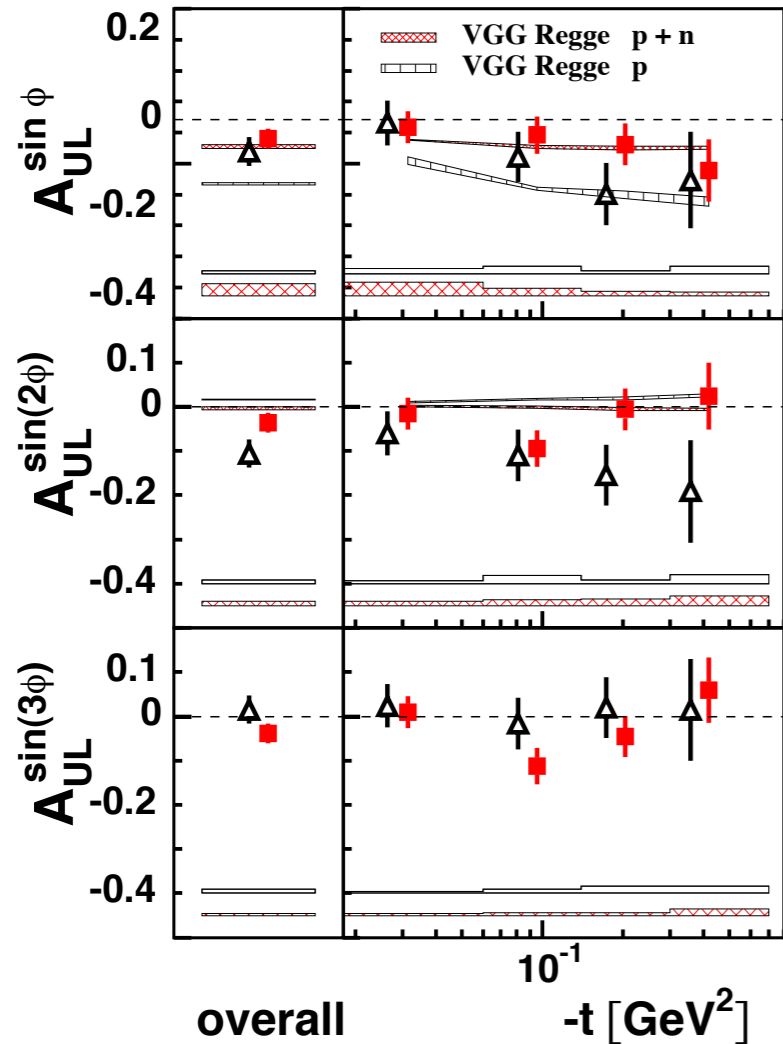 0.2
VGG Regge p + n
VGG Regge p
0
A_UL^sin ϕ
-0.2
-0.4
0.1
0
A_UL^sin(2ϕ)
-0.2
-0.4
0.1
0
A_UL^sin(3ϕ)
-0.2
-0.4
10^-1
overall
-t [GeV^2]